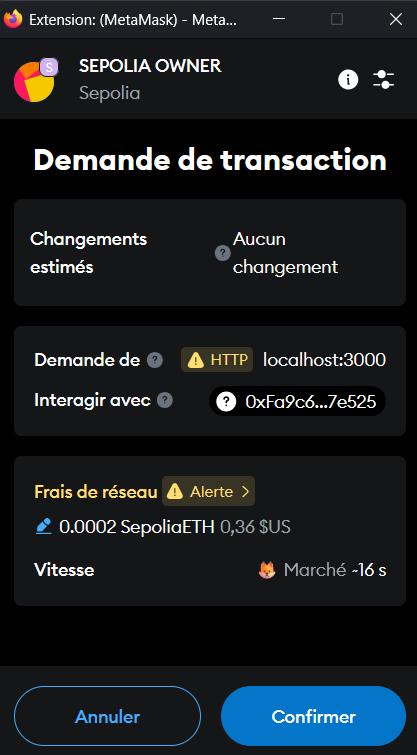 Extension: (MetaMask) - Meta...
S
SEPOLIA OWNER
Sepolia
Demande de transaction
Changements
estimés
Aucun
changement
Demande de HTTP localhost:3000
Interagir avec 0xFa9c6...7e525
Frais de réseau Alerte
0.0002 SepoliaETH 0,36 $US
Vitesse Marché ~16 s
Annuler Confirmer